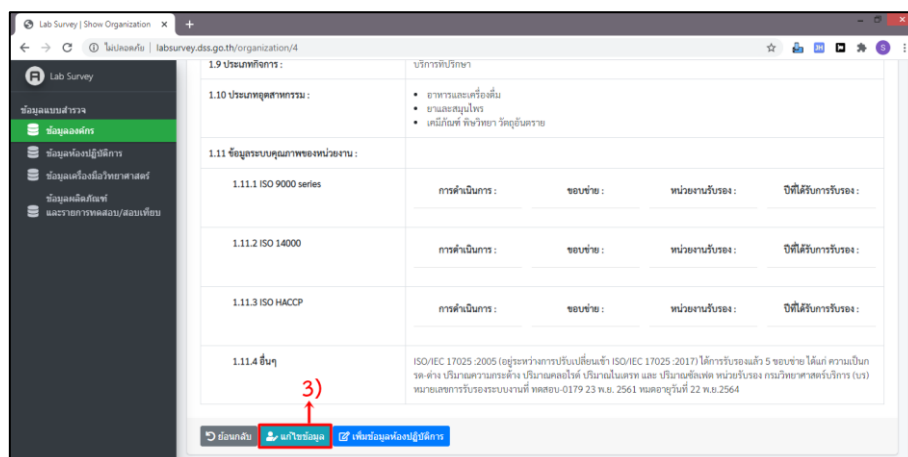 Lab Survey | Show Organization
ไม่ปลอดภัย | labsurvey.dss.go.th/organization/4
JH
S
Lab Survey
ข้อมูลแบบสำรวจ
ข้อมูลองค์กร
ข้อมูลห้องปฏิบัติการ
ข้อมูลเครื่องมือวิทยาศาสตร์
ข้อมูลผลิตภัณฑ์
และรายการทดสอบ/สอบเทียบ
1.9 ประเภทกิจการ : บริการที่ปรึกษา
1.10 ประเภทอุตสาหกรรม : • อาหารและเครื่องดื่ม
• ยาและสมุนไพร
• เคมีภัณฑ์ พิษวิทยา วัตถุอันตราย
1.11 ข้อมูลระบบคุณภาพของหน่วยงาน :
1.11.1 ISO 9000 series การดำเนินการ : ขอบข่าย : หน่วยงานรับรอง : ปีที่ได้รับการรับรอง :
1.11.2 ISO 14000 การดำเนินการ : ขอบข่าย : หน่วยงานรับรอง : ปีที่ได้รับการรับรอง :
1.11.3 ISO HACCP การดำเนินการ : ขอบข่าย : หน่วยงานรับรอง : ปีที่ได้รับการรับรอง :
1.11.4 อื่นๆ ISO/IEC 17025 :2005 (อยู่ระหว่างการปรับเปลี่ยนเข้า ISO/IEC 17025 :2017) ได้การรับรองแล้ว 5 ขอบข่าย ได้แก่ ความเป็นก
รด-ด่าง ปริมาณความกระด้าง ปริมาณคลอไรด์ ปริมาณไนเตรท และ ปริมาณซัลเฟต หน่วยรับรอง กรมวิทยาศาสตร์บริการ (บร)
หมายเลขการรับรองระบบงานที่ ทดสอบ-0179 23 พ.ย. 2561 หมดอายุวันที่ 22 พ.ย.2564
3)
ย้อนกลับ แก้ไขข้อมูล เพิ่มข้อมูลห้องปฏิบัติการ